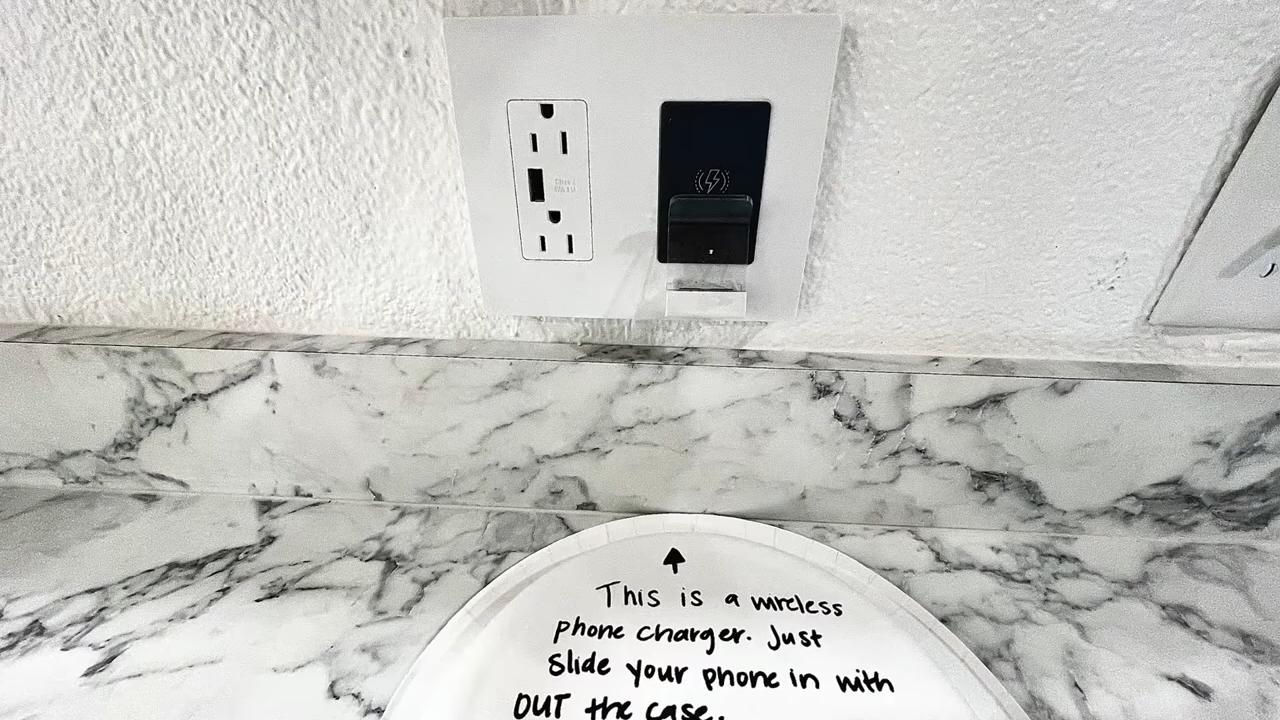 This is a wireless
phone charger. Just
slide your phone in with
OUT the case.